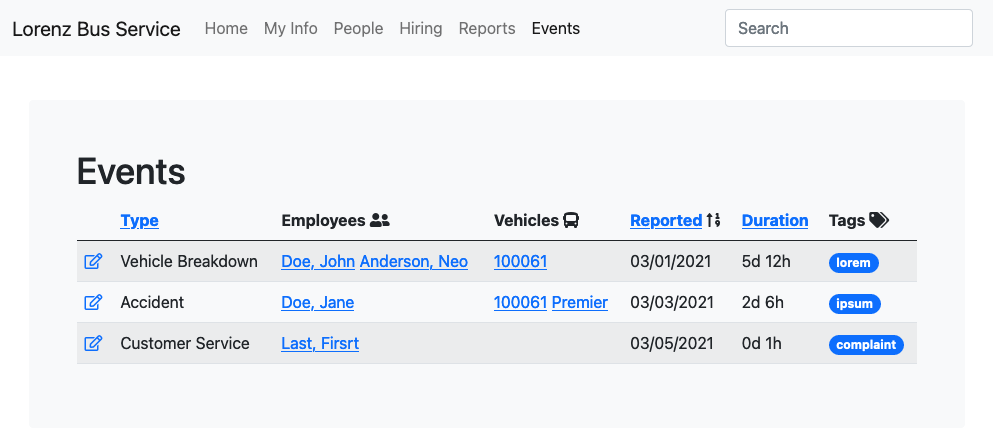 Lorenz Bus Service Home My Info People Hiring Reports Events Search
Events
Type Employees Vehicles Reported Duration Tags
Vehicle Breakdown Doe, John Anderson, Neo 100061 03/01/2021 5d 12h lorem
Accident Doe, Jane 100061 Premier 03/03/2021 2d 6h ipsum
Customer Service Last, Firsrt 03/05/2021 0d 1h complaint